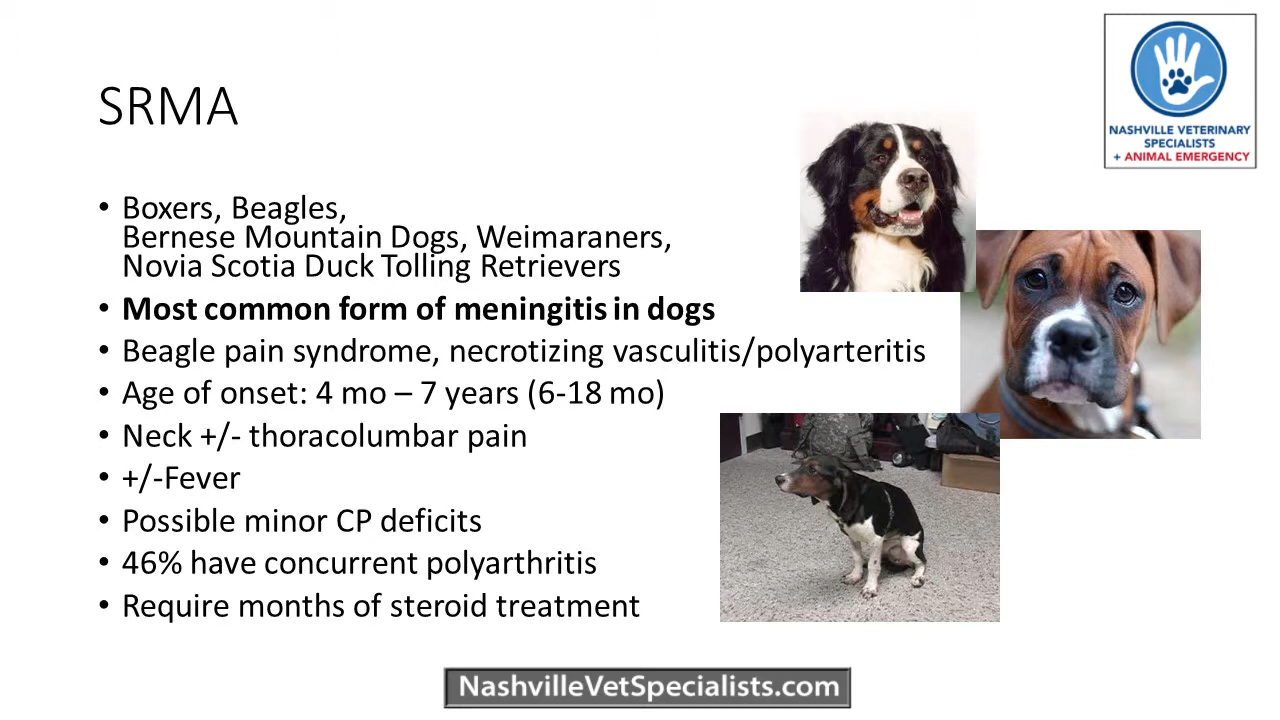 SRMA
NASHVILLE VETERINARY
SPECIALISTS
+ ANIMAL EMERGENCY
• Boxers, Beagles,
Bernese Mountain Dogs, Weimaraners,
Novia Scotia Duck Tolling Retrievers
• Most common form of meningitis in dogs
• Beagle pain syndrome, necrotizing vasculitis/polyarteritis
• Age of onset: 4 mo – 7 years (6-18 mo)
• Neck +/- thoracolumbar pain
• +/-Fever
• Possible minor CP deficits
• 46% have concurrent polyarthritis
• Require months of steroid treatment
NashvilleVetSpecialists.com